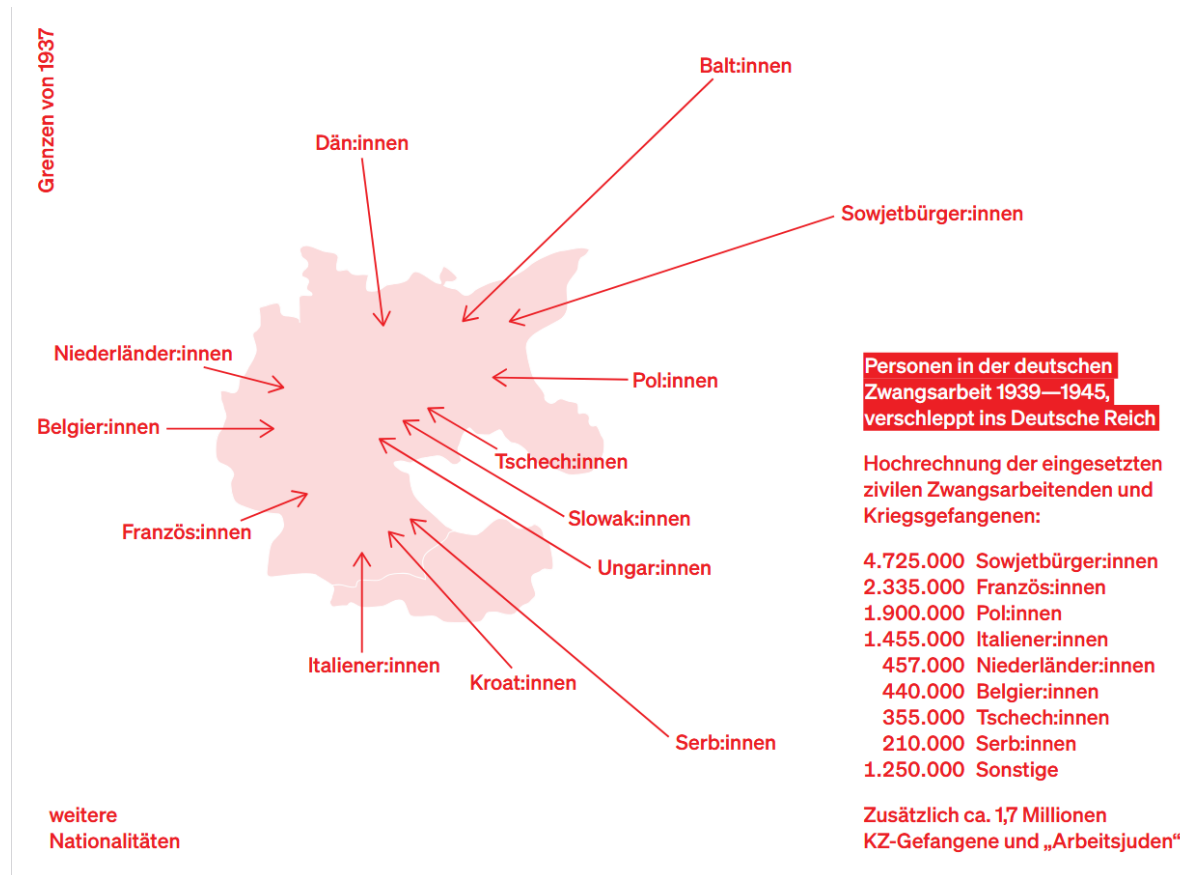 Grenzen von 1937
Balt:innen
Dän:innen
Sowjetbürger:innen
Niederländer:innen
Pol:innen
Belgier:innen
Tschech:innen
Slowak:innen
Französ:innen
Ungar:innen
Italiener:innen
Kroat:innen
Serb:innen
weitere
Nationalitäten
Personen in der deutschen
Zwangsarbeit 1939—1945,
verschleppt ins Deutsche Reich
Hochrechnung der eingesetzten
zivilen Zwangsarbeitenden und
Kriegsgefangenen:
4.725.000 Sowjetbürger:innen
2.335.000 Französ:innen
1.900.000 Pol:innen
1.455.000 Italiener:innen
457.000 Niederländer:innen
440.000 Belgier:innen
355.000 Tschech:innen
210.000 Serb:innen
1.250.000 Sonstige
Zusätzlich ca. 1,7 Millionen
KZ-Gefangene und „Arbeitsjuden“